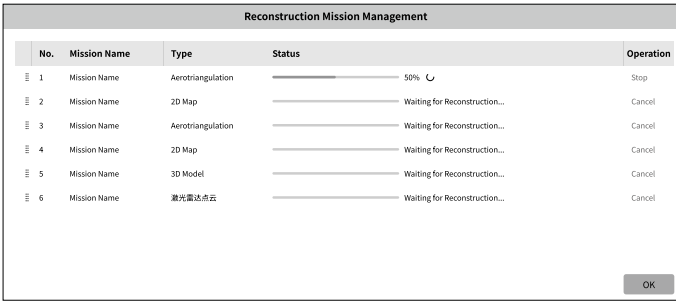 Reconstruction Mission Management
No. Mission Name Type Status Operation
1 Mission Name Aerotriangulation 50% Stop
2 Mission Name 2D Map Waiting for Reconstruction... Cancel
3 Mission Name Aerotriangulation Waiting for Reconstruction... Cancel
4 Mission Name 2D Map Waiting for Reconstruction... Cancel
5 Mission Name 3D Model Waiting for Reconstruction... Cancel
6 Mission Name 激光雷达点云 Waiting for Reconstruction... Cancel
OK